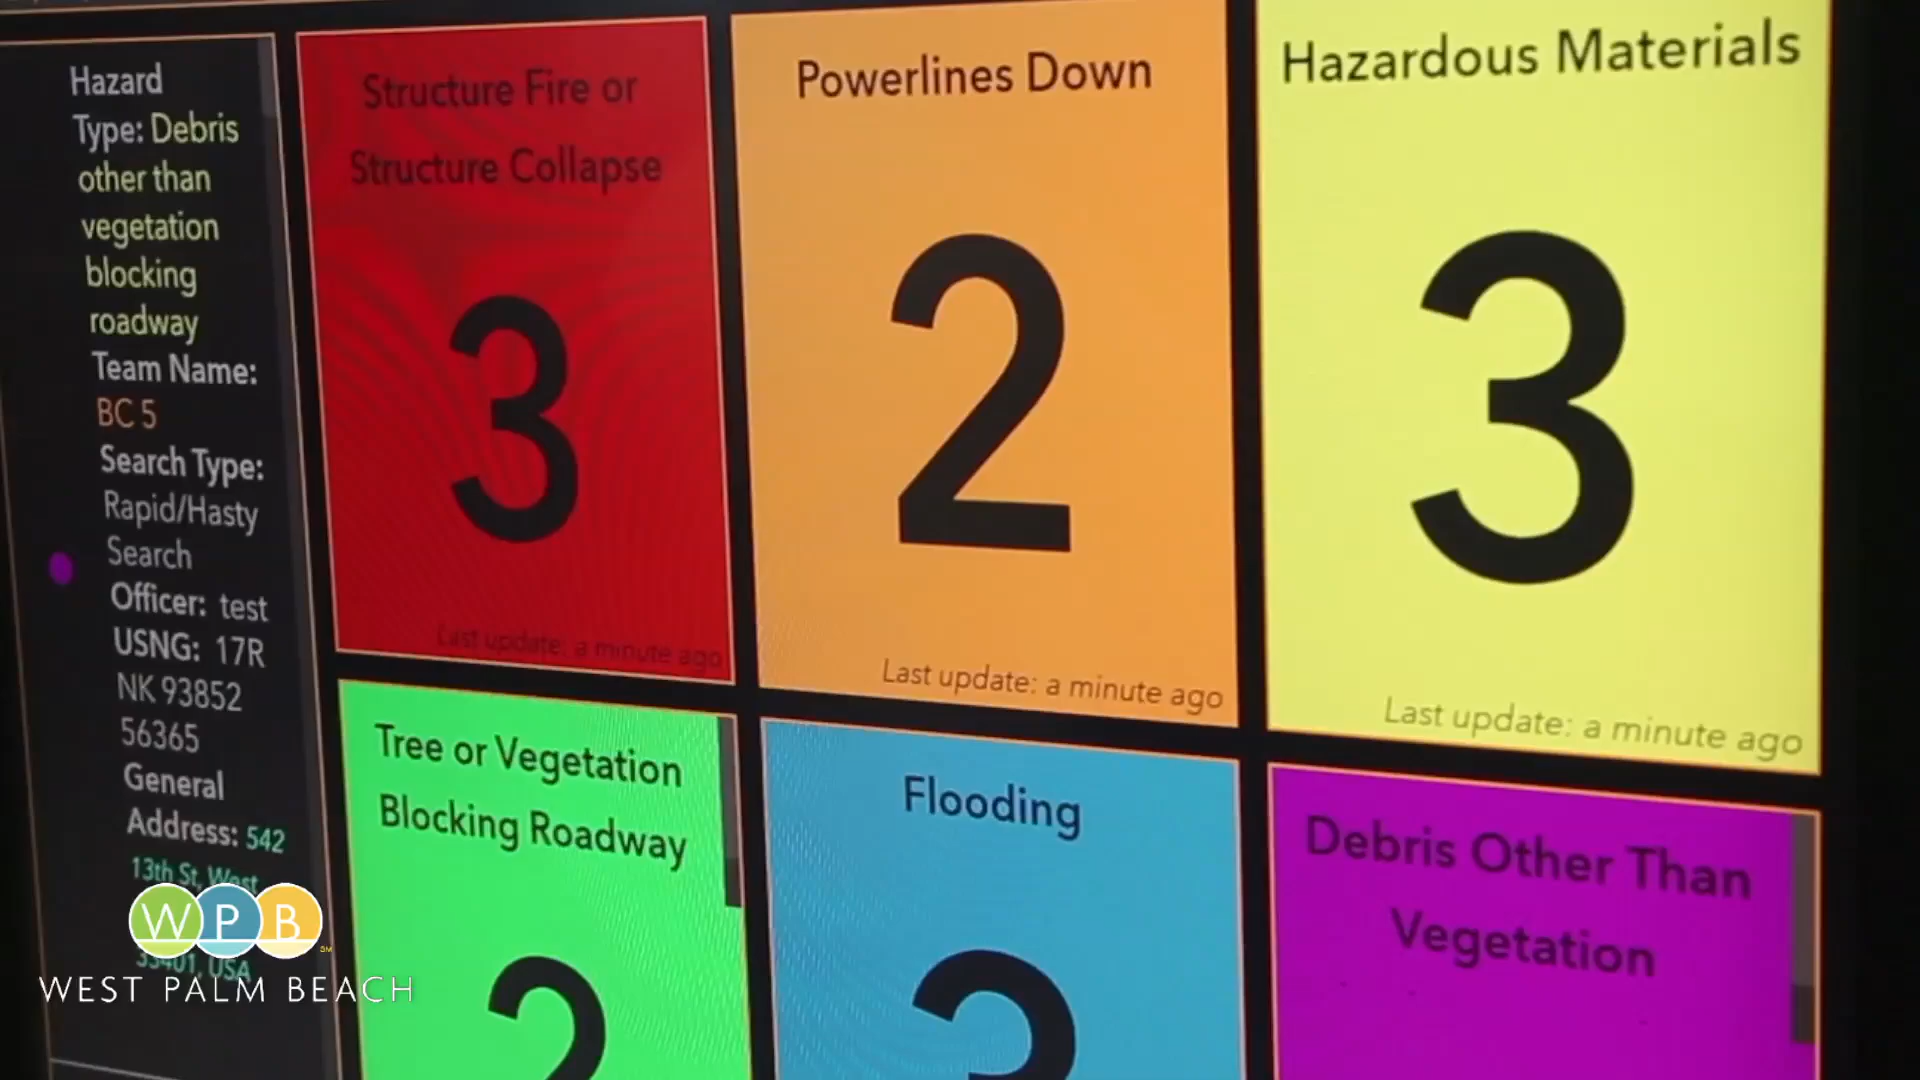 Hazard
Type: Debris
other than
vegetation
blocking
roadway
Team Name:
BC 5
Search Type:
Rapid/Hasty
Search
Officer: test
USNG: 17R
NK 93852
56365
General
Address: 542
13th St, West
33401, USA
Structure Fire or
Structure Collapse
3
Last update: a minute ago
Powerlines Down
2
Last update: a minute ago
Hazardous Materials
3
Last update: a minute ago
Tree or Vegetation
Blocking Roadway
Flooding
Debris Other Than
Vegetation
WPB
SM
WEST PALM BEACH